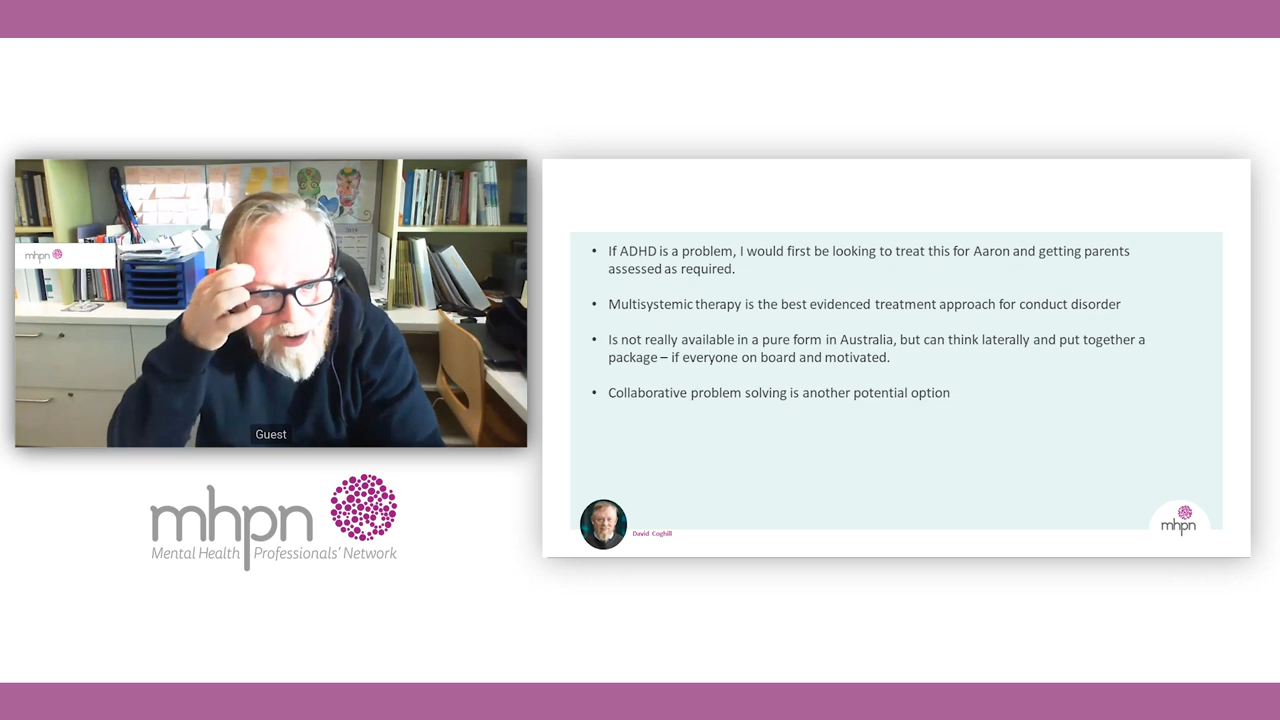 mhpn
Guest
mhpn
Mental Health Professionals' Network
• If ADHD is a problem, I would first be looking to treat this for Aaron and getting parents
assessed as required.
• Multisystemic therapy is the best evidenced treatment approach for conduct disorder
• Is not really available in a pure form in Australia, but can think laterally and put together a
package – if everyone on board and motivated.
• Collaborative problem solving is another potential option
David Coghill
mhpn